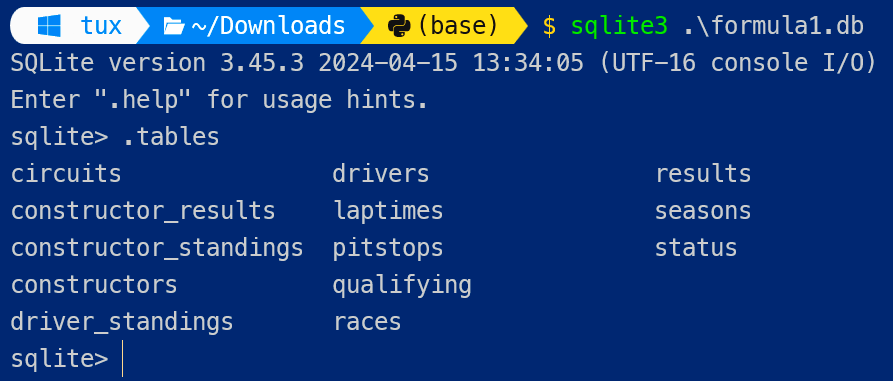 tux ~/Downloads (base) $ sqlite3 .\formula1.db
SQLite version 3.45.3 2024-04-15 13:34:05 (UTF-16 console I/O)
Enter ".help" for usage hints.
sqlite> .tables
circuits drivers results
constructor_results laptimes seasons
constructor_standings pitstops status
constructors qualifying
driver_standings races
sqlite>